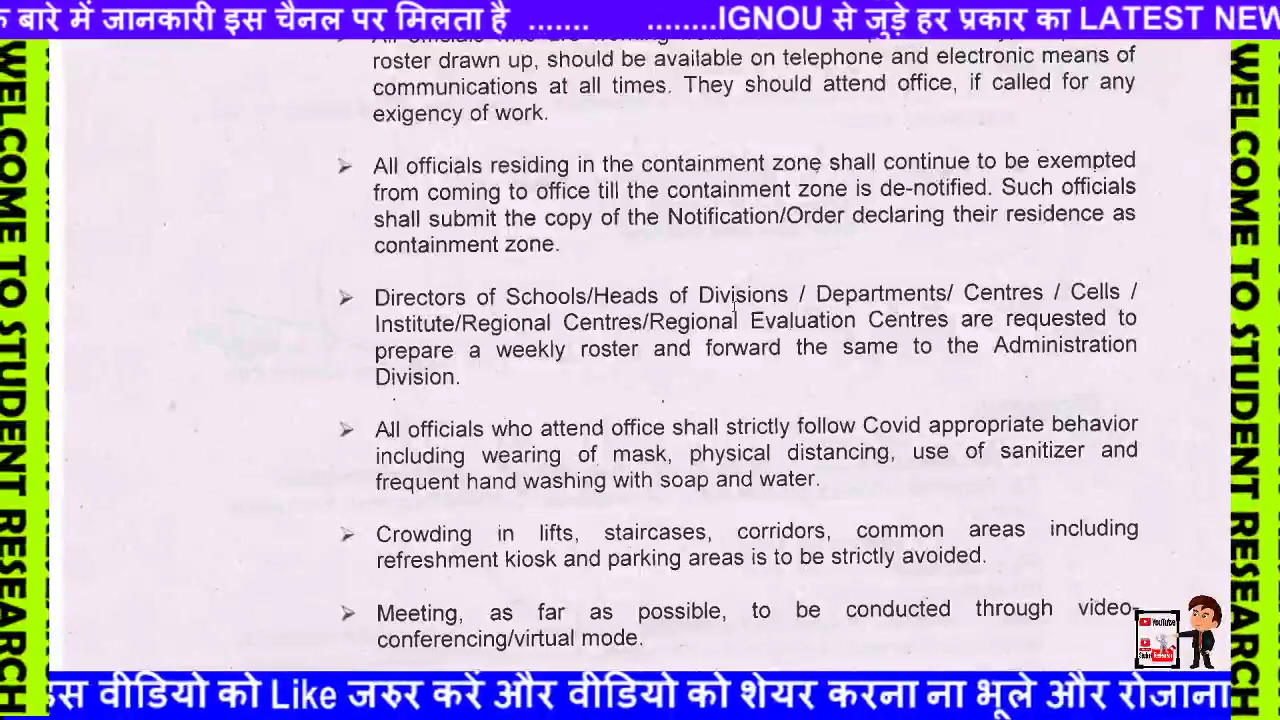 के बारे में जानकारी इस चैनल पर मिलता है ....... ........IGNOU से जुड़े हर प्रकार का LATEST NEW
roster drawn up, should be available on telephone and electronic means of
communications at all times. They should attend office, if called for any
exigency of work.
➢ All officials residing in the containment zone shall continue to be exempted
from coming to office till the containment zone is de-notified. Such officials
shall submit the copy of the Notification/Order declaring their residence as
containment zone.
➢ Directors of Schools/Heads of Divisions / Departments/ Centres / Cells /
Institute/Regional Centres/Regional Evaluation Centres are requested to
prepare a weekly roster and forward the same to the Administration
Division.
➢ All officials who attend office shall strictly follow Covid appropriate behavior
including wearing of mask, physical distancing, use of sanitizer and
frequent hand washing with soap and water.
➢ Crowding in lifts, staircases, corridors, common areas including
refreshment kiosk and parking areas is to be strictly avoided.
➢ Meeting, as far as possible, to be conducted through video-
conferencing/virtual mode.
WELCOME TO STUDENT RESEARCH
WELCOME TO STUDENT RESEARCH
YouTube
वीडियो को Like जरुर करें और वीडियो को शेयर करना ना भूले और रोजाना